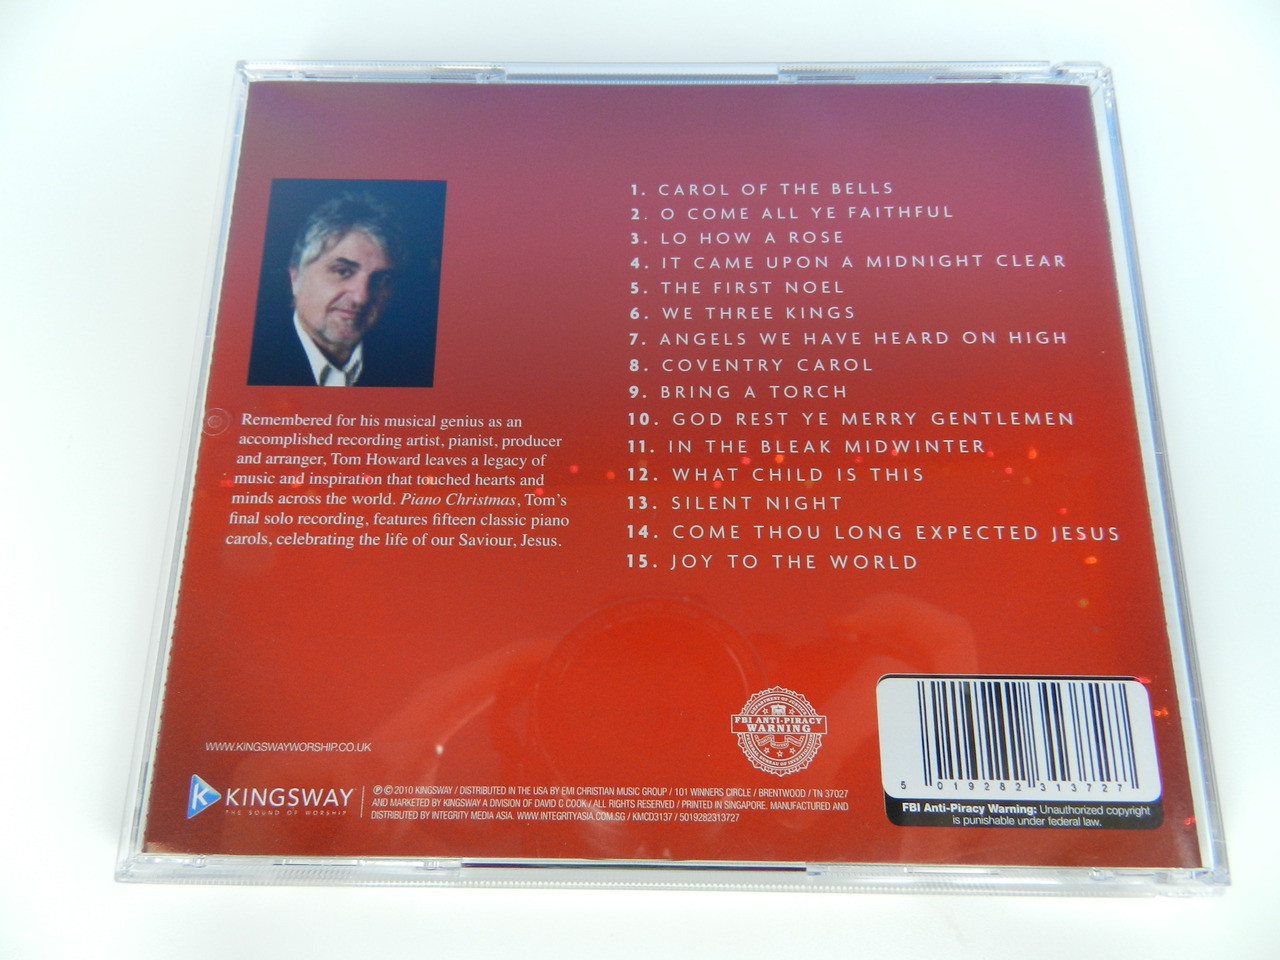 1. CAROL OF THE BELLS
2. O COME ALL YE FAITHFUL
3. LO HOW A ROSE
4. IT CAME UPON A MIDNIGHT CLEAR
5. THE FIRST NOEL
6. WE THREE KINGS
7. ANGELS WE HAVE HEARD ON HIGH
8. COVENTRY CAROL
9. BRING A TORCH
10. GOD REST YE MERRY GENTLEMEN
11. IN THE BLEAK MIDWINTER
12. WHAT CHILD IS THIS
13. SILENT NIGHT
14. COME THOU LONG EXPECTED JESUS
15. JOY TO THE WORLD
Remembered for his musical genius as an
accomplished recording artist, pianist, producer
and arranger, Tom Howard leaves a legacy of
music and inspiration that touched hearts and
minds across the world. Piano Christmas, Tom's
final solo recording, features fifteen classic piano
carols, celebrating the life of our Saviour, Jesus.
WWW.KINGSWAYWORSHIP.CO.UK
KINGSWAY
THE SOUND OF WORSHIP
℗ © 2010 KINGSWAY / DISTRIBUTED IN THE USA BY EMI CHRISTIAN MUSIC GROUP / 101 WINNERS CIRCLE / BRENTWOOD / TN 37027
AND MARKETED BY KINGSWAY A DIVISION OF DAVID C COOK / ALL RIGHTS RESERVED / PRINTED IN SINGAPORE. MANUFACTURED AND
DISTRIBUTED BY INTEGRITY MEDIA ASIA. WWW.INTEGRITYASIA.COM.SG / KMCD3137 / 5019282313727
FBI ANTI-PIRACY
WARNING
5 019282 313727
FBI Anti-Piracy Warning: Unauthorized copyright
is punishable under federal law.